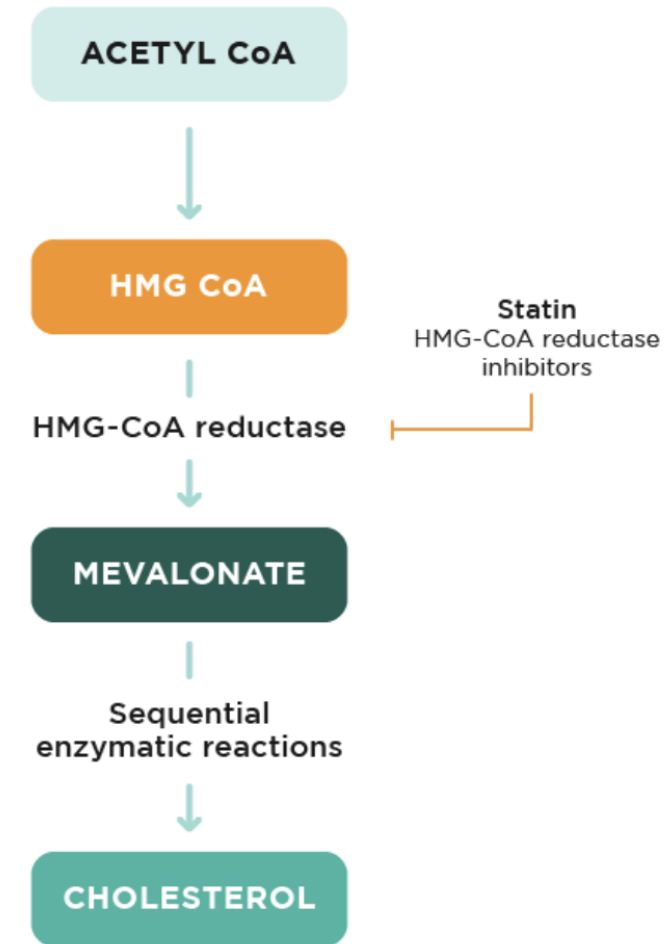 ACETYL CoA
HMG CoA
Statin
HMG-CoA reductase
inhibitors
HMG-CoA reductase
MEVALONATE
Sequential
enzymatic reactions
CHOLESTEROL